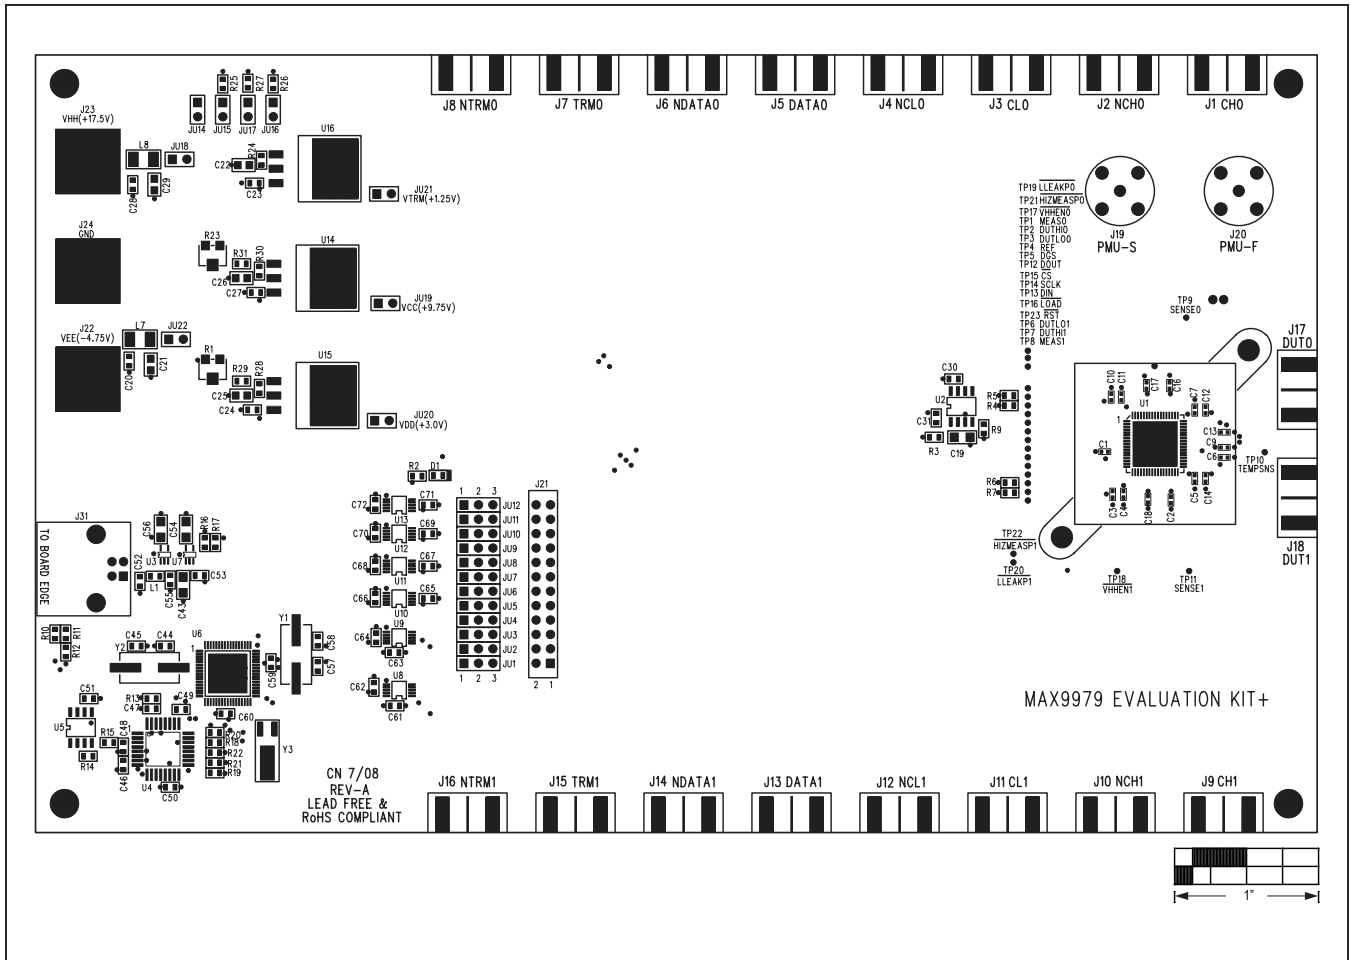 J8 NTRM0
J7 TRM0
J6 NDATA0
J5 DATA0
J4 NCL0
J3 CL0
J2 NCH0
J1 CH0
J23
VHH(+17.5V)
R25
R27
R26
JU14
JU15
JU17
JU16
U16
L8
JU18
C28
C29
C22
R24
C23
JU21
VTRM(+1.25V)
J24
GND
R23
R31
R30
C26
C27
U14
JU19
VCC(+9.75V)
J22
VEE(-4.75V)
L7
JU22
C20
C21
R1
R29
R28
C25
C24
U15
JU20
VDD(+3.0V)
TP19 LLEAKP0
TP21 HIZMEASP0
TP17 VHHEN0
TP1 MEAS0
TP2 DUTHI0
TP3 DUTLO0
TP4 REF
TP5 DGS
TP12 DOUT
TP15 CS
TP14 SCLK
TP13 DIN
TP16 LOAD
TP23 RST
TP6 DUTLO1
TP7 DUTHI1
TP8 MEAS1
J19
PMU-S
J20
PMU-F
TP9
SENSE0
J17
DUT0
C30
U2
C31
R3
C19
R9
R5
R4
R6
R7
C10
C11
C17
C16
C7
C12
U1
1
C1
C13
C9
C6
C3
C4
C18
C2
C5
C14
TP10
TEMPSNS
J18
DUT1
TP22
HIZMEASP1
TP20
LLEAKP1
TP18
VHHEN1
TP11
SENSE1
R2
D1
J31
TO BOARD EDGE
C56
C54
R16
R17
U3
U7
C52
L1
C55
C43
C53
C72
C71
U13
C70
C69
U12
C68
C67
U11
C66
C65
U10
C64
U9
C63
C62
U8
C61
1 2 3
J21
JU12
JU11
JU10
JU9
JU8
JU7
JU6
JU5
JU4
JU3
JU2
JU1
1 2 3
2 1
R10
R11
R12
C45
C44
Y2
U6
1
Y1
C58
C57
C59
C51
U5
R13
C47
C49
C60
R15
C48
1
R14
C46
U4
C50
R20
R18
R22
R21
R19
Y3
MAX9979 EVALUATION KIT+
CN 7/08
REV-A
LEAD FREE &
RoHS COMPLIANT
J16 NTRM1
J15 TRM1
J14 NDATA1
J13 DATA1
J12 NCL1
J11 CL1
J10 NCH1
J9 CH1
1"